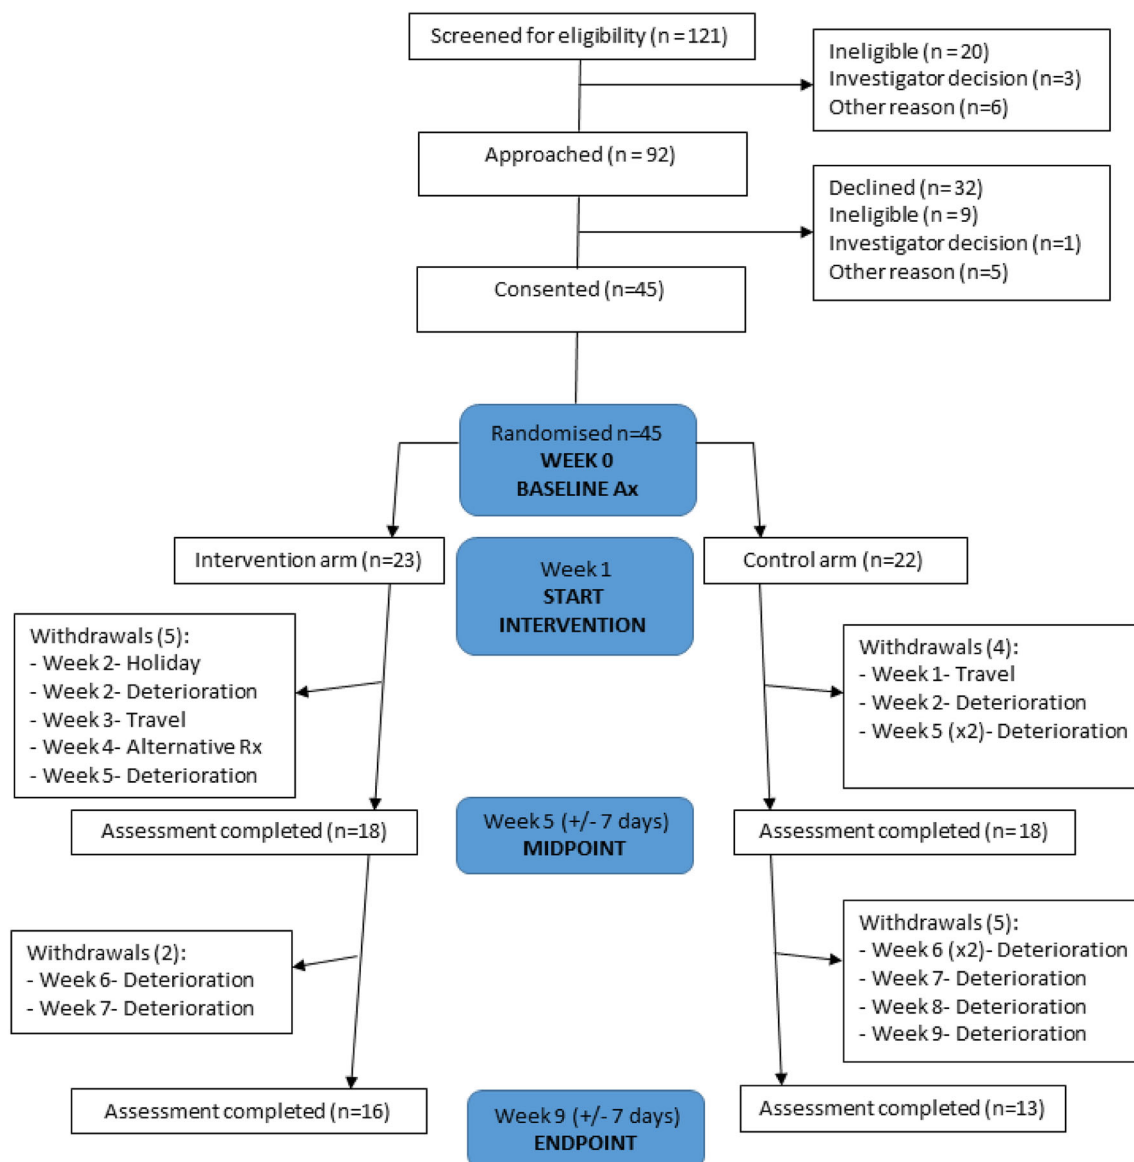 Screened for eligibility (n = 121)
Ineligible (n = 20)
Investigator decision (n=3)
Other reason (n=6)
Approached (n = 92)
Declined (n= 32)
Ineligible (n = 9)
Investigator decision (n=1)
Other reason (n=5)
Consented (n=45)
Randomised n=45
WEEK 0
BASELINE Ax
Intervention arm (n=23)
Week 1
START
INTERVENTION
Control arm (n=22)
Withdrawals (5):
- Week 2- Holiday
- Week 2- Deterioration
- Week 3- Travel
- Week 4- Alternative Rx
- Week 5- Deterioration
Withdrawals (4):
- Week 1- Travel
- Week 2- Deterioration
- Week 5 (x2)- Deterioration
Assessment completed (n=18)
Week 5 (+/- 7 days)
MIDPOINT
Assessment completed (n=18)
Withdrawals (2):
- Week 6- Deterioration
- Week 7- Deterioration
Withdrawals (5):
- Week 6 (x2)- Deterioration
- Week 7- Deterioration
- Week 8- Deterioration
- Week 9- Deterioration
Assessment completed (n=16)
Week 9 (+/- 7 days)
ENDPOINT
Assessment completed (n=13)